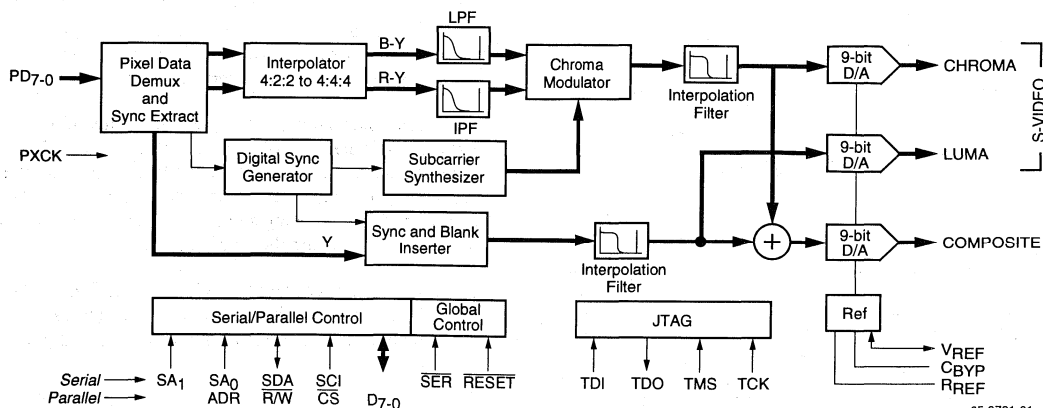 LPF
B-Y
R-Y
IPF
PD7-0
Pixel Data
Demux
and
Sync Extract
Interpolator
4:2:2 to 4:4:4
Chroma
Modulator
Interpolation
Filter
9-bit
D/A
CHROMA
S-VIDEO
PXCK
Digital Sync
Generator
Subcarrier
Synthesizer
9-bit
D/A
LUMA
Y
Sync and Blank
Inserter
Interpolation
Filter
+
9-bit
D/A
COMPOSITE
Serial/Parallel Control
Global
Control
JTAG
Ref
VREF
CBYP
RREF
Serial
SA1
SA0
SDA
SCI
SER
RESET
TDI
TDO
TMS
TCK
Parallel
ADR
R/W
CS
D7-0